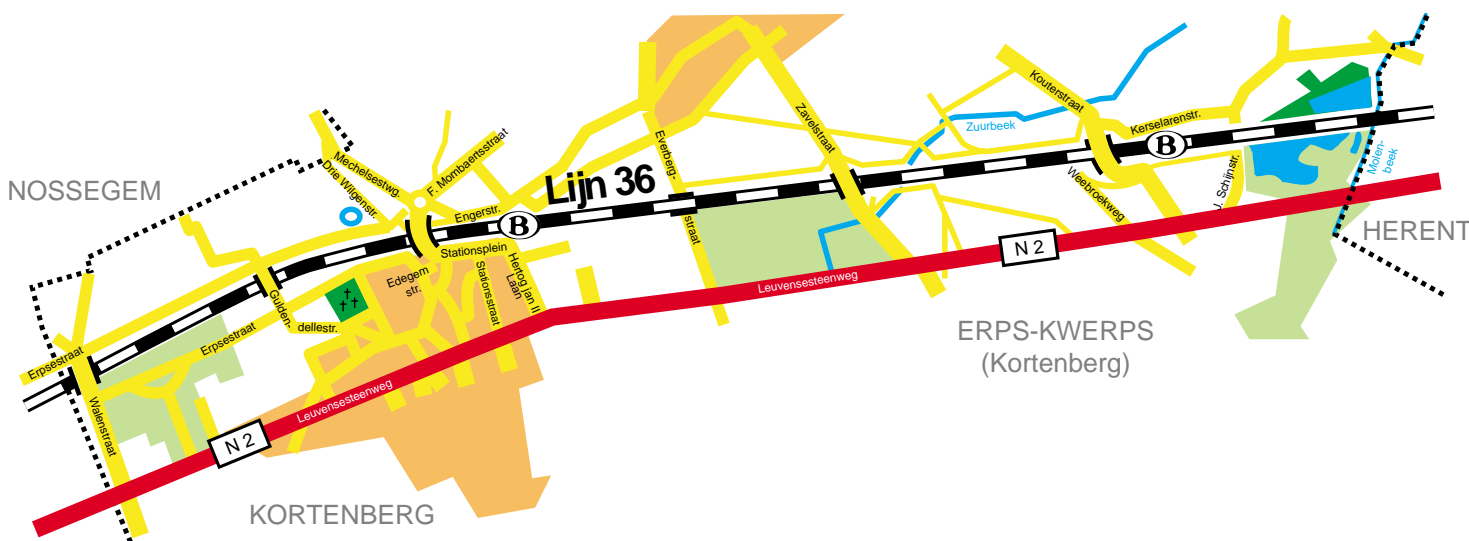 NOSSEGEM
Mechelsestwg.
Drie Wilgenstr.
F. Mombaertsstraat
Engerstr.
Lijn 36
B
Stationsplein
Edegem
str.
Stationsstraat
Hertog jan II
Laan
Guiden-
dellestr.
Erpsestraat
Erpsestraat
Walenstraat
Leuvensesteenweg
N 2
KORTENBERG
Everberg-
straat
Zavelstraat
Zuurbeek
Kouterstraat
Kerselarenstr.
B
Weebroekweg
J. Schijnstr.
Molen-
beek
HERENT
N 2
Leuvensesteenweg
ERPS-KWERPS
(Kortenberg)